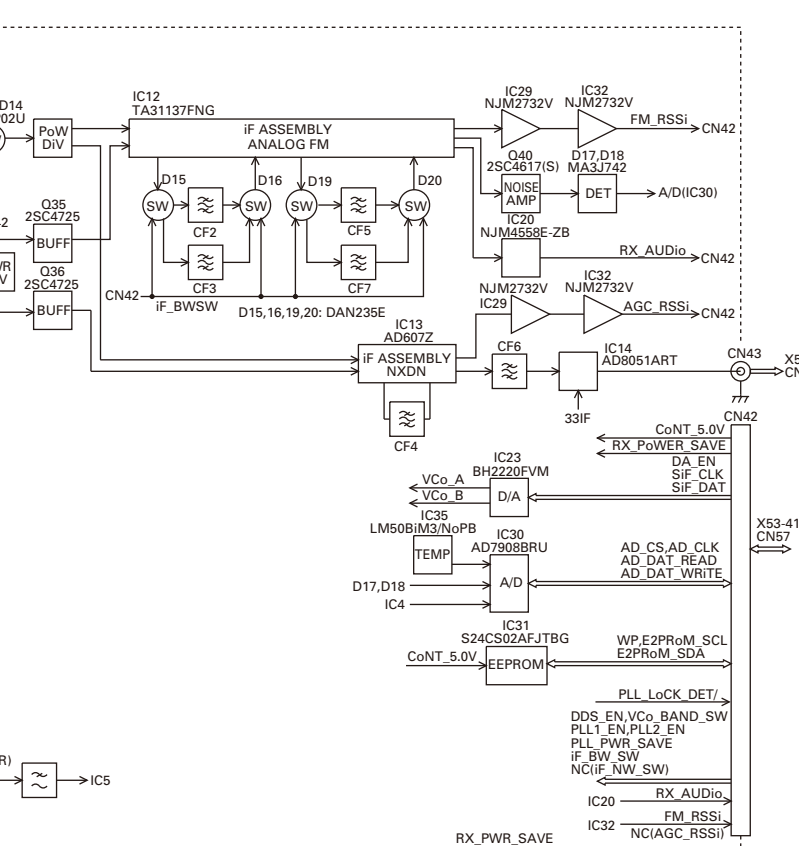 D14
02U
PoW
DiV
IC12
TA31137FNG
iF ASSEMBLY
ANALOG FM
IC29
NJM2732V
IC32
NJM2732V
FM_RSSi
CN42
Q40
2SC4617(S)
D17,D18
MA3J742
NOISE
AMP
DET
A/D(IC30)
D15
D16
D19
D20
SW
SW
SW
SW
CF2
CF3
CF5
CF7
Q35
2SC4725
BUFF
Q36
2SC4725
BUFF
IC20
NJM4558E-ZB
RX_AUDio
CN42
CN42
iF_BWSW
D15,16,19,20: DAN235E
NJM2732V
IC29
IC32
NJM2732V
AGC_RSSi
CN42
IC13
AD607Z
iF ASSEMBLY
NXDN
CF4
CF6
IC14
AD8051ART
33IF
CN43
X5
CN
CN42
CoNT_5.0V
RX_PoWER_SAVE
DA_EN
SiF_CLK
SiF_DAT
IC23
BH2220FVM
VCo_A
VCo_B
D/A
X53-41
CN57
IC35
LM50BiM3/NoPB
TEMP
IC30
AD7908BRU
A/D
D17,D18
IC4
AD_CS,AD_CLK
AD_DAT_READ
AD_DAT_WRiTE
IC31
S24CS02AFJTBG
CoNT_5.0V
EEPROM
WP,E2PRoM_SCL
E2PRoM_SDA
PLL_LoCK_DET/
DDS_EN,VCo_BAND_SW
PLL1_EN,PLL2_EN
PLL_PWR_SAVE
iF_BW_SW
NC(iF_NW_SW)
R)
IC5
IC20
RX_AUDio
IC32
FM_RSSi
NC(AGC_RSSi)
RX_PWR_SAVE